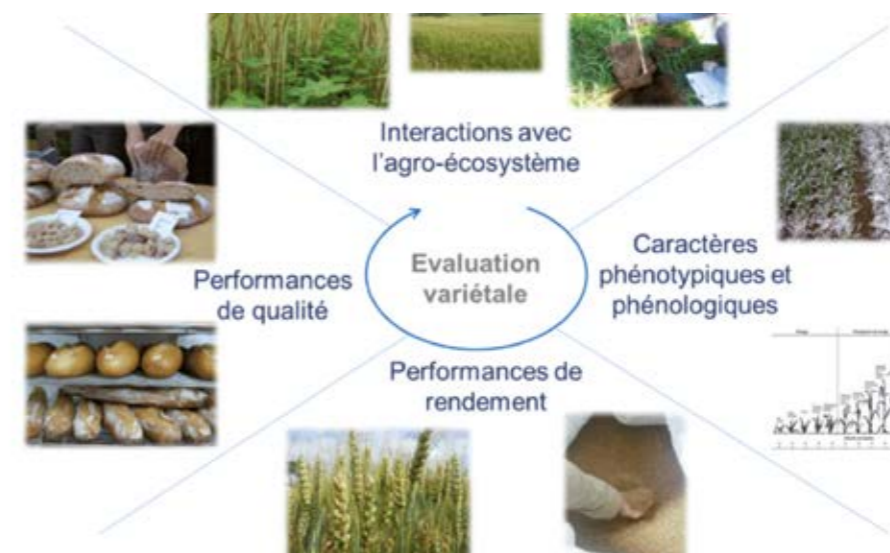 Interactions avec
l'agro-écosystème
Caractères
phénotypiques et
phénologiques
Evaluation
variétale
Performances
de qualité
Performances de
rendement